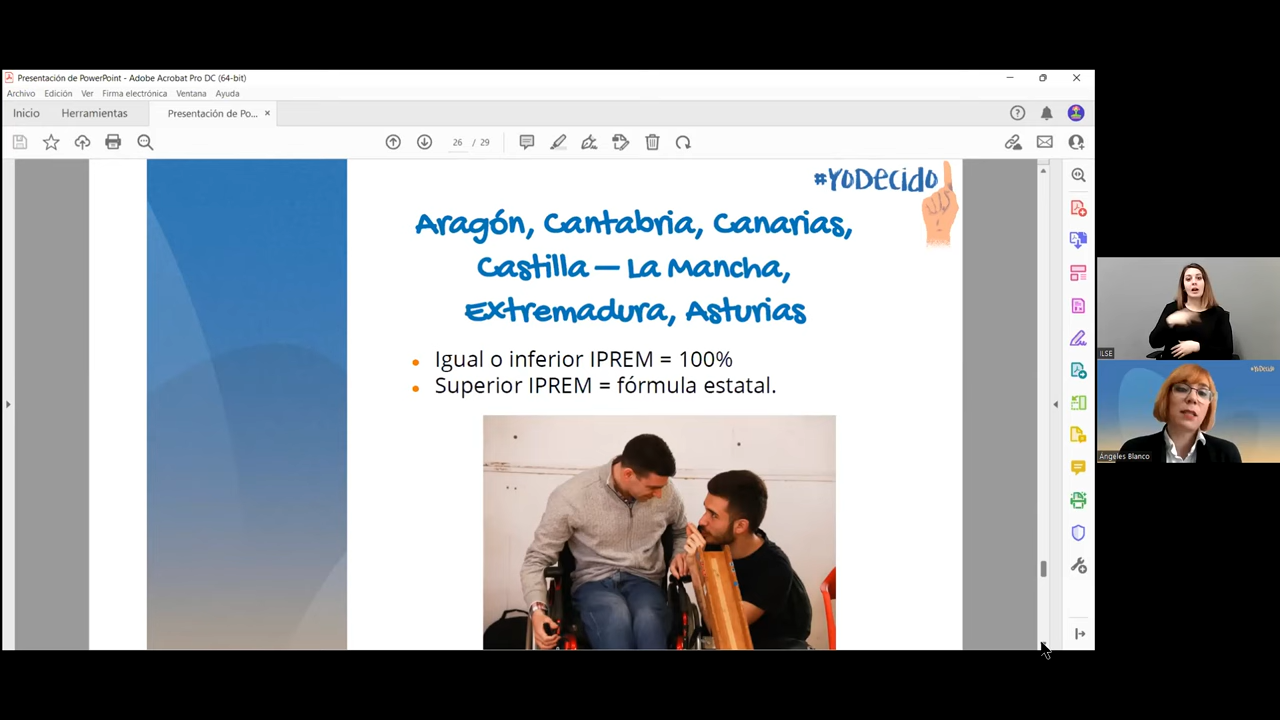 Presentación de PowerPoint - Adobe Acrobat Pro DC (64-bit)
Archivo Edición Ver Firma electrónica Ventana Ayuda
Inicio Herramientas Presentación de Po... ×
26 / 29
#YoDecido
Aragón, Cantabria, Canarias,
Castilla – La Mancha,
Extremadura, Asturias
• Igual o inferior IPREM = 100%
• Superior IPREM = fórmula estatal.
ILSE
#YoDecido
Ángeles Blanco